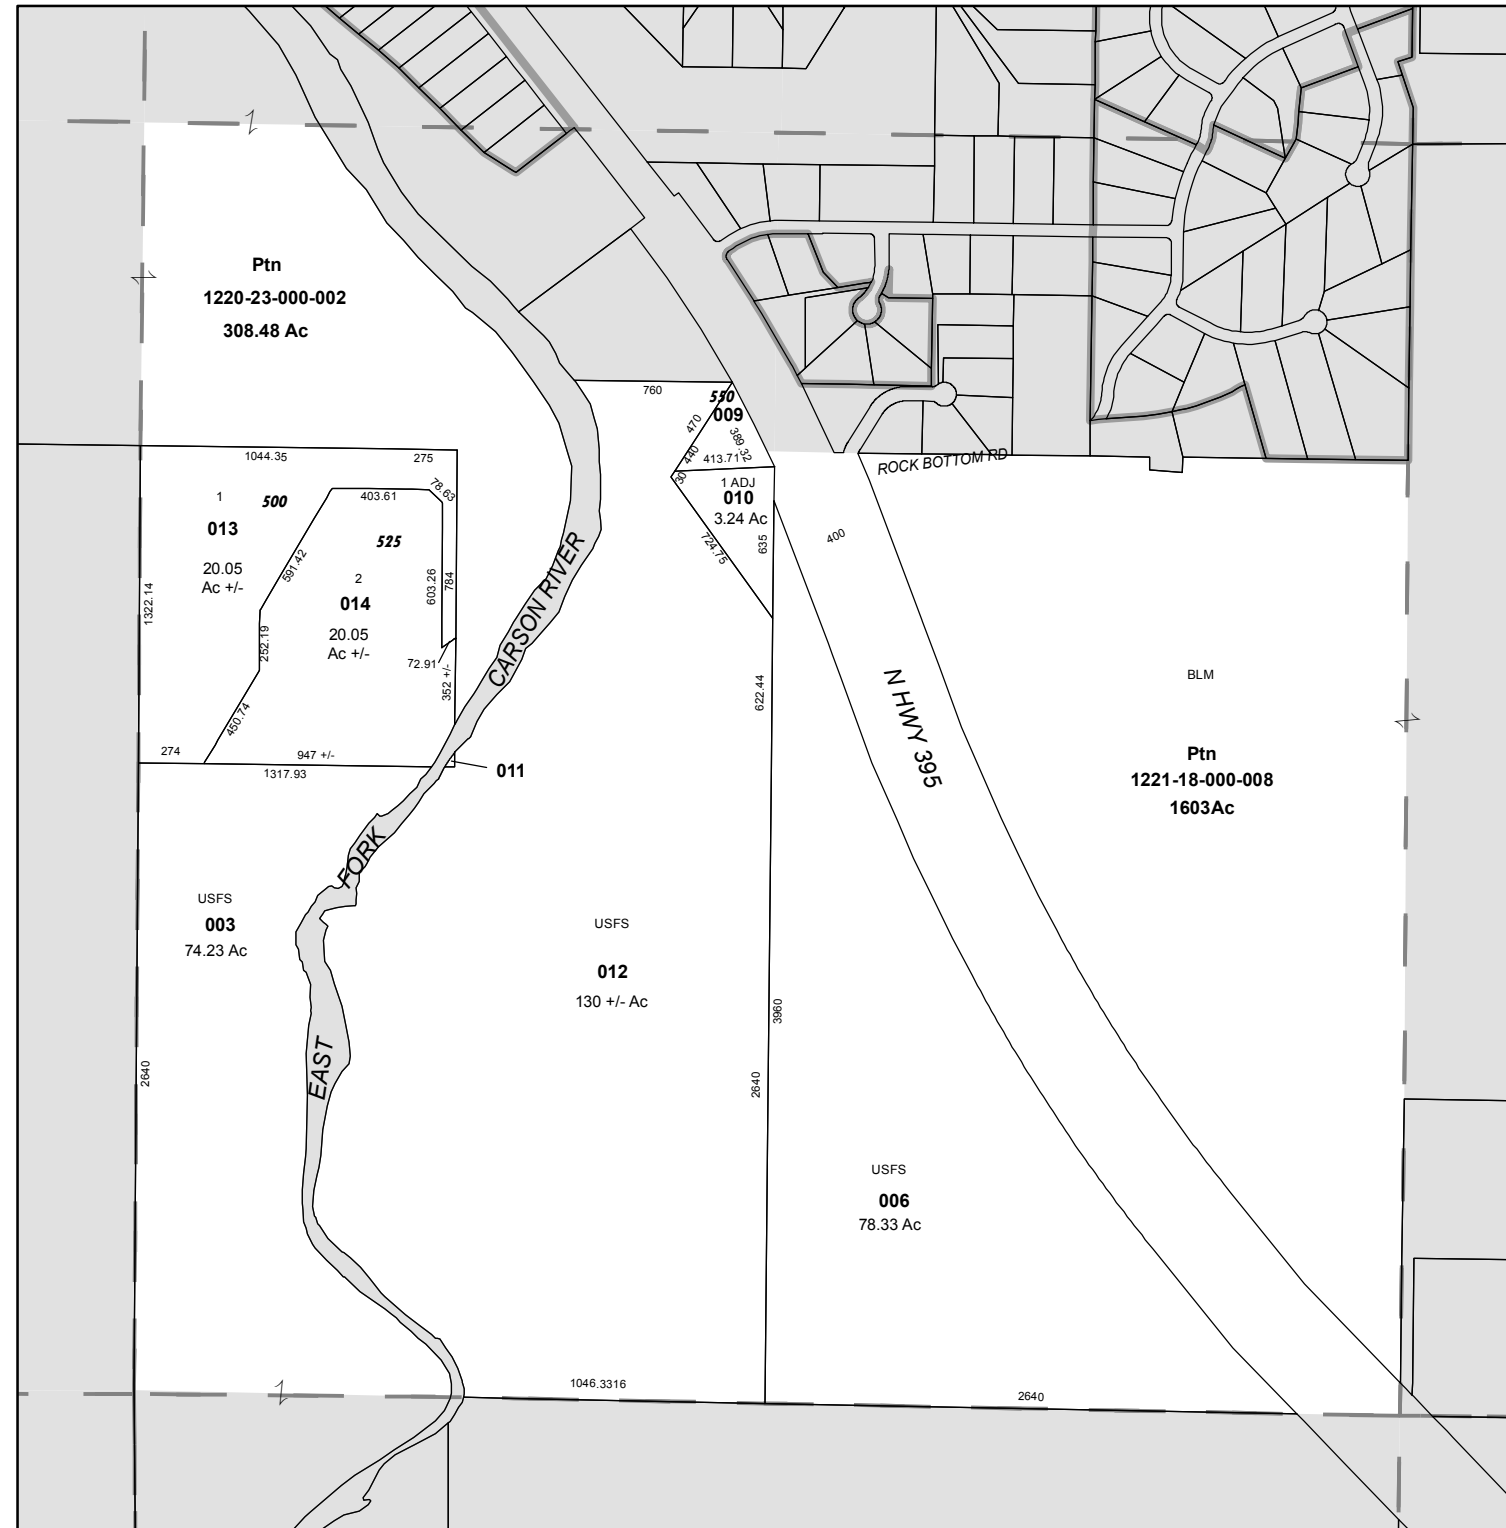 Ptn
1220-23-000-002
308.48 Ac
760
550
009
470
389.32
440
413.71
30
1 ADJ
010
3.24 Ac
724.75
635
ROCK BOTTOM RD
400
1044.35
275
78.63
403.61
1
500
013
20.05
Ac +/-
591.42
525
2
014
20.05
Ac +/-
603.26
784
1322.14
252.19
72.91
352 +/-
450.74
274
947 +/-
1317.93
011
CARSON RIVER
FORK
EAST
622.44
N HWY 395
BLM
Ptn
1221-18-000-008
1603Ac
USFS
003
74.23 Ac
USFS
012
130 +/- Ac
3960
2640
2640
USFS
006
78.33 Ac
1046.3316
2640